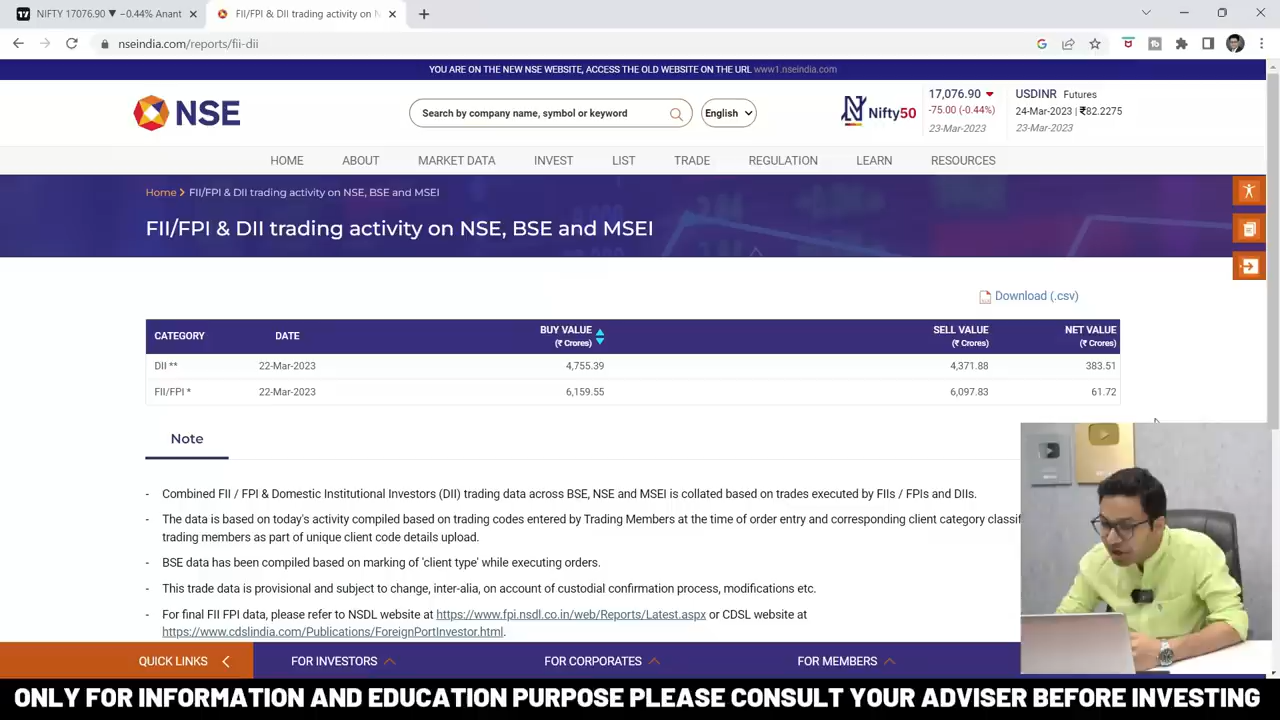 NIFTY 17076.90 ▼ −0.44% Anant
FII/FPI & DII trading activity on N
nseindia.com/reports/fii-dii
YOU ARE ON THE NEW NSE WEBSITE, ACCESS THE OLD WEBSITE ON THE URL www1.nseindia.com
NSE
Search by company name, symbol or keyword
English
Nifty50
17,076.90
-75.00 (-0.44%)
23-Mar-2023
USDINR Futures
24-Mar-2023 | ₹82.2275
23-Mar-2023
HOME ABOUT MARKET DATA INVEST LIST TRADE REGULATION LEARN RESOURCES
Home > FII/FPI & DII trading activity on NSE, BSE and MSEI
FII/FPI & DII trading activity on NSE, BSE and MSEI
Download (.csv)
CATEGORY DATE BUY VALUE (₹ Crores) SELL VALUE (₹ Crores) NET VALUE (₹ Crores)
DII ** 22-Mar-2023 4,755.39 4,371.88 383.51
FII/FPI * 22-Mar-2023 6,159.55 6,097.83 61.72
Note
- Combined FII / FPI & Domestic Institutional Investors (DII) trading data across BSE, NSE and MSEI is collated based on trades executed by FIIs / FPIs and DIIs.
- The data is based on today's activity compiled based on trading codes entered by Trading Members at the time of order entry and corresponding client category classif
trading members as part of unique client code details upload.
- BSE data has been compiled based on marking of 'client type' while executing orders.
- This trade data is provisional and subject to change, inter-alia, on account of custodial confirmation process, modifications etc.
- For final FII FPI data, please refer to NSDL website at https://www.fpi.nsdl.co.in/web/Reports/Latest.aspx or CDSL website at
https://www.cdslindia.com/Publications/ForeignPortInvestor.html.
QUICK LINKS FOR INVESTORS FOR CORPORATES FOR MEMBERS
ONLY FOR INFORMATION AND EDUCATION PURPOSE PLEASE CONSULT YOUR ADVISER BEFORE INVESTING